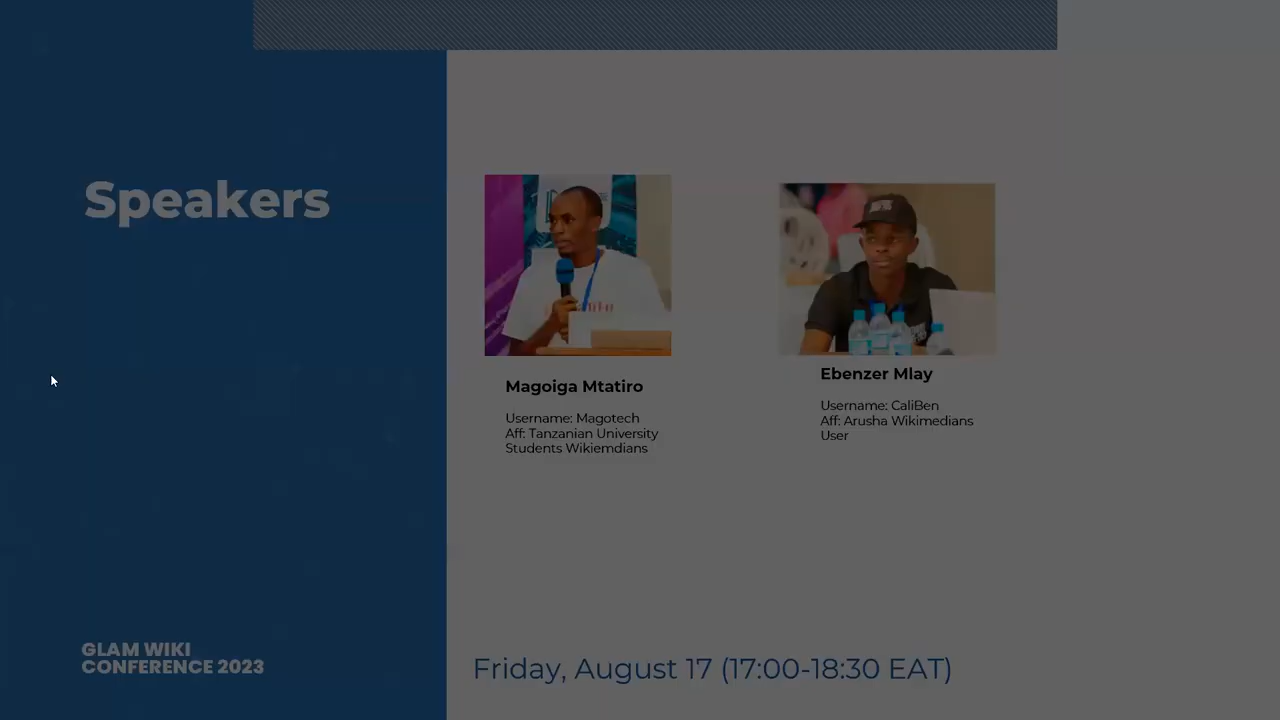 Speakers
Magoiga Mtatiro
Username: Magotech
Aff: Tanzanian University
Students Wikiemdians
Ebenzer Mlay
Username: CaliBen
Aff: Arusha Wikimedians
User
GLAM WIKI
CONFERENCE 2023
Friday, August 17 (17:00-18:30 EAT)